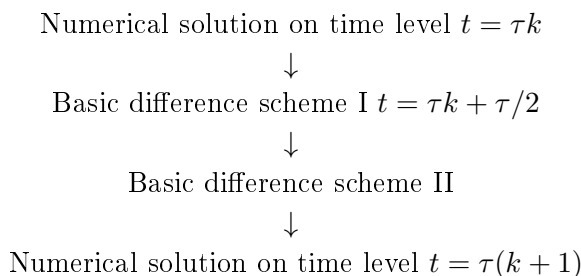 Numerical solution on time level t = τk
↓
Basic difference scheme I t = τk + τ/2
↓
Basic difference scheme II
↓
Numerical solution on time level t = τ(k + 1)